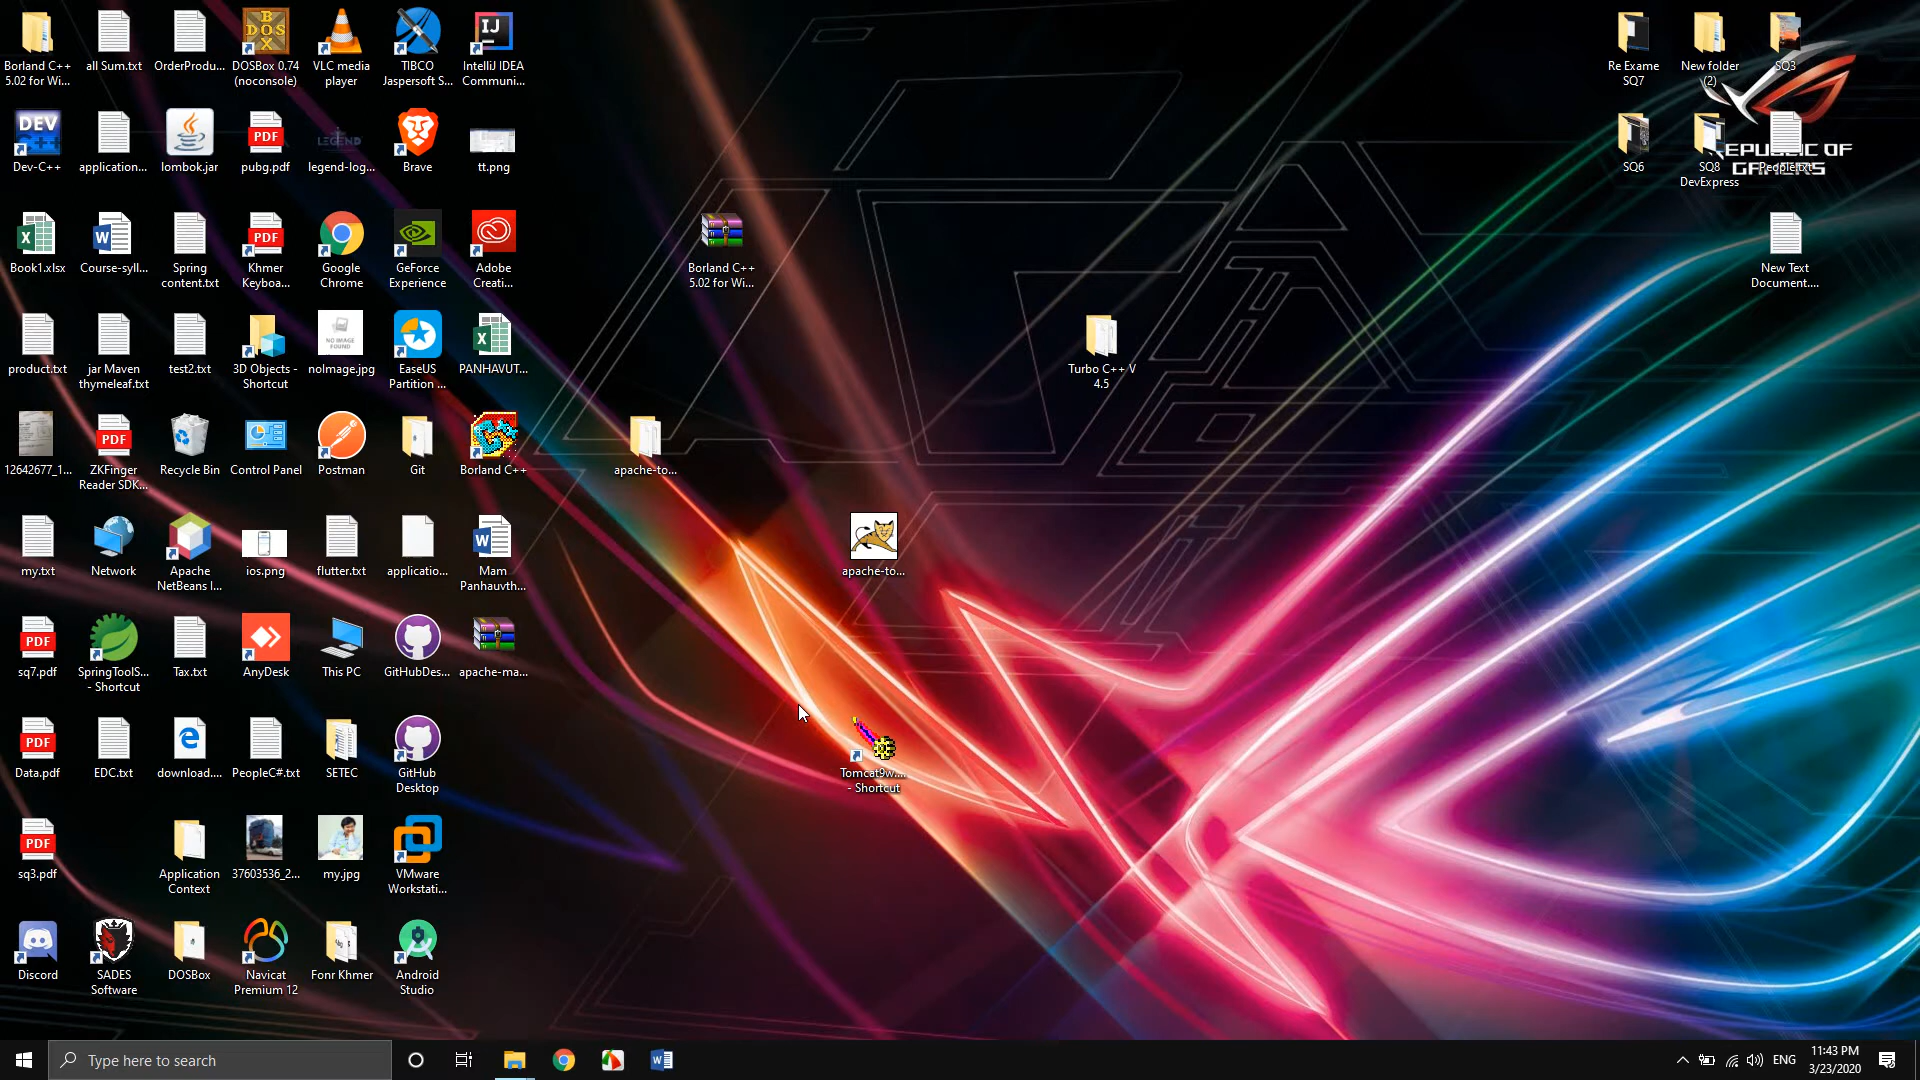 Borland C++
5.02 for Wi...
all Sum.txt
OrderProdu...
DOSBox 0.74
(noconsole)
VLC media
player
TIBCO
Jaspersoft S...
IntelliJ IDEA
Communi...
Re Exame
SQ7
New folder
(2)
SQ3
Dev-C++
application...
lombok.jar
pubg.pdf
legend-log...
Brave
tt.png
SQ6
SQ8
DevExpress
REPUBLIC OF
GAMERS
Book1.xlsx
Course-syll...
Spring
content.txt
Khmer
Keyboa...
Google
Chrome
GeForce
Experience
Adobe
Creati...
Borland C++
5.02 for Wi...
New Text
Document....
product.txt
jar Maven
thymeleaf.txt
test2.txt
3D Objects -
Shortcut
noImage.jpg
EaseUS
Partition ...
PANHAVUT...
Turbo C++ V
4.5
12642677_1...
ZKFinger
Reader SDK...
Recycle Bin
Control Panel
Postman
Git
Borland C++
apache-to...
my.txt
Network
Apache
NetBeans I...
ios.png
flutter.txt
applicatio...
Mam
Panhauvth...
apache-to...
sq7.pdf
SpringToolS...
- Shortcut
Tax.txt
AnyDesk
This PC
GitHubDes...
apache-ma...
Data.pdf
EDC.txt
download....
PeopleC#.txt
SETEC
GitHub
Desktop
Tomcat9w....
- Shortcut
sq3.pdf
Application
Context
37603536_2...
my.jpg
VMware
Workstati...
Discord
SADES
Software
DOSBox
Navicat
Premium 12
Fonr Khmer
Android
Studio
Type here to search
ENG
11:43 PM
3/23/2020